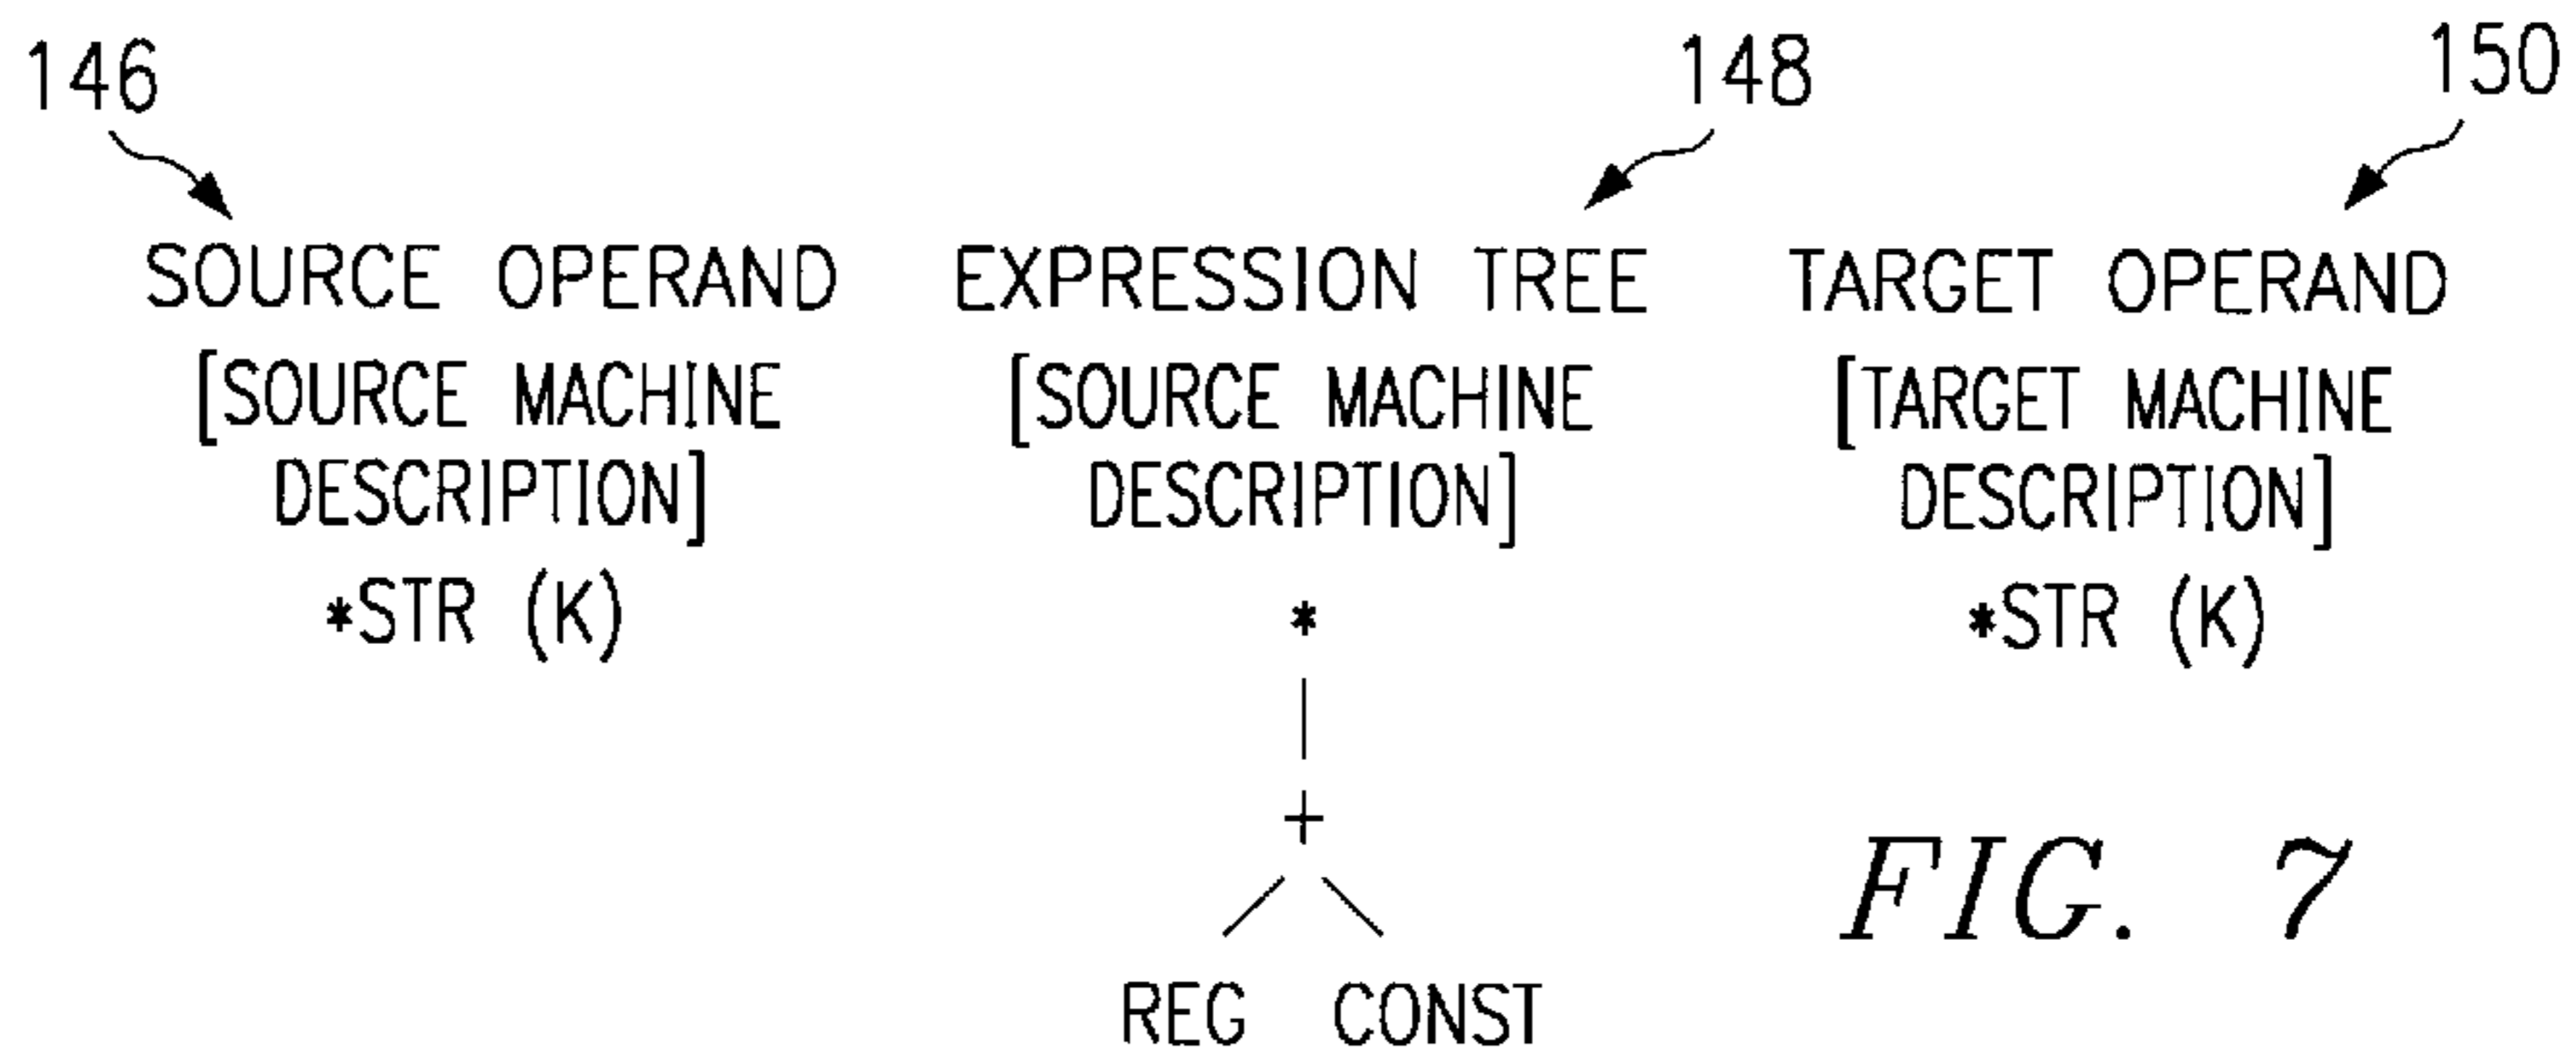 146 148 150
SOURCE OPERAND EXPRESSION TREE TARGET OPERAND
[SOURCE MACHINE [SOURCE MACHINE [TARGET MACHINE
DESCRIPTION] DESCRIPTION] DESCRIPTION]
*STR (K) * *STR (K)
+
REG CONST
FIG. 7